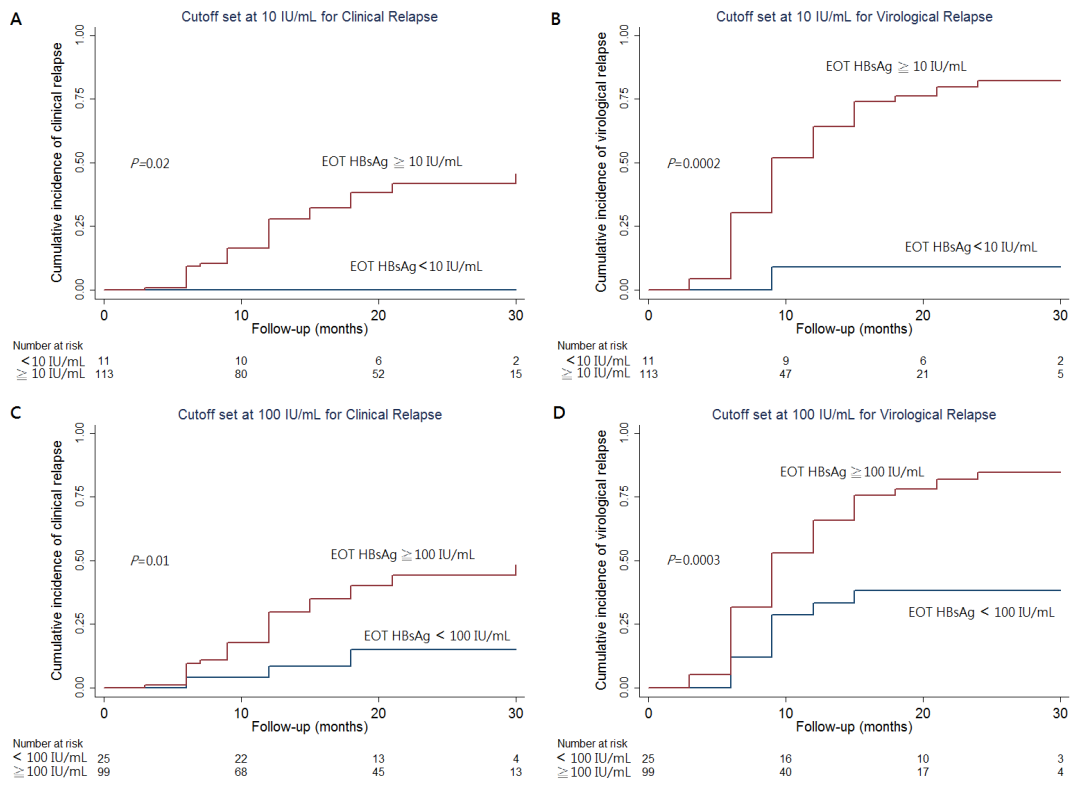 A
Cutoff set at 10 IU/mL for Clinical Relapse
Cumulative incidence of clinical relapse
1.00
0.75
0.50
0.25
0.00
P=0.02
EOT HBsAg ≧ 10 IU/mL
EOT HBsAg<10 IU/mL
0 10 20 30
Follow-up (months)
Number at risk
<10 IU/mL 11 10 6 2
≧ 10 IU/mL 113 80 52 15
B
Cutoff set at 10 IU/mL for Virological Relapse
Cumulative incidence of virological relapse
1.00
0.75
0.50
0.25
0.00
EOT HBsAg ≧ 10 IU/mL
P=0.0002
EOT HBsAg<10 IU/mL
0 10 20 30
Follow-up (months)
Number at risk
<10 IU/mL 11 9 6 2
≧ 10 IU/mL 113 47 21 5
C
Cutoff set at 100 IU/mL for Clinical Relapse
Cumulative incidence of clinical relapse
1.00
0.75
0.50
0.25
0.00
P=0.01
EOT HBsAg ≧100 IU/mL
EOT HBsAg < 100 IU/mL
0 10 20 30
Follow-up (months)
Number at risk
< 100 IU/mL 25 22 13 4
≧100 IU/mL 99 68 45 13
D
Cutoff set at 100 IU/mL for Virological Relapse
Cumulative incidence of virological relapse
1.00
0.75
0.50
0.25
0.00
EOT HBsAg ≧100 IU/mL
P=0.0003
EOT HBsAg < 100 IU/mL
0 10 20 30
Follow-up (months)
Number at risk
< 100 IU/mL 25 16 10 3
≧100 IU/mL 99 40 17 4